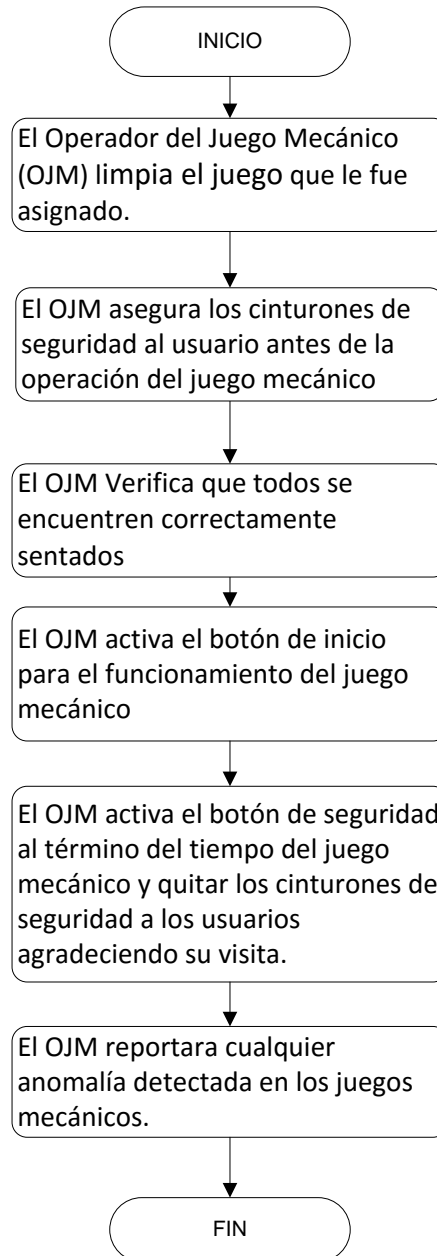 INICIO
El Operador del Juego Mecánico
(OJM) limpia el juego que le fue
asignado.
El OJM asegura los cinturones de
seguridad al usuario antes de la
operación del juego mecánico
El OJM Verifica que todos se
encuentren correctamente
sentados
El OJM activa el botón de inicio
para el funcionamiento del juego
mecánico
El OJM activa el botón de seguridad
al término del tiempo del juego
mecánico y quitar los cinturones de
seguridad a los usuarios
agradeciendo su visita.
El OJM reportara cualquier
anomalía detectada en los juegos
mecánicos.
FIN